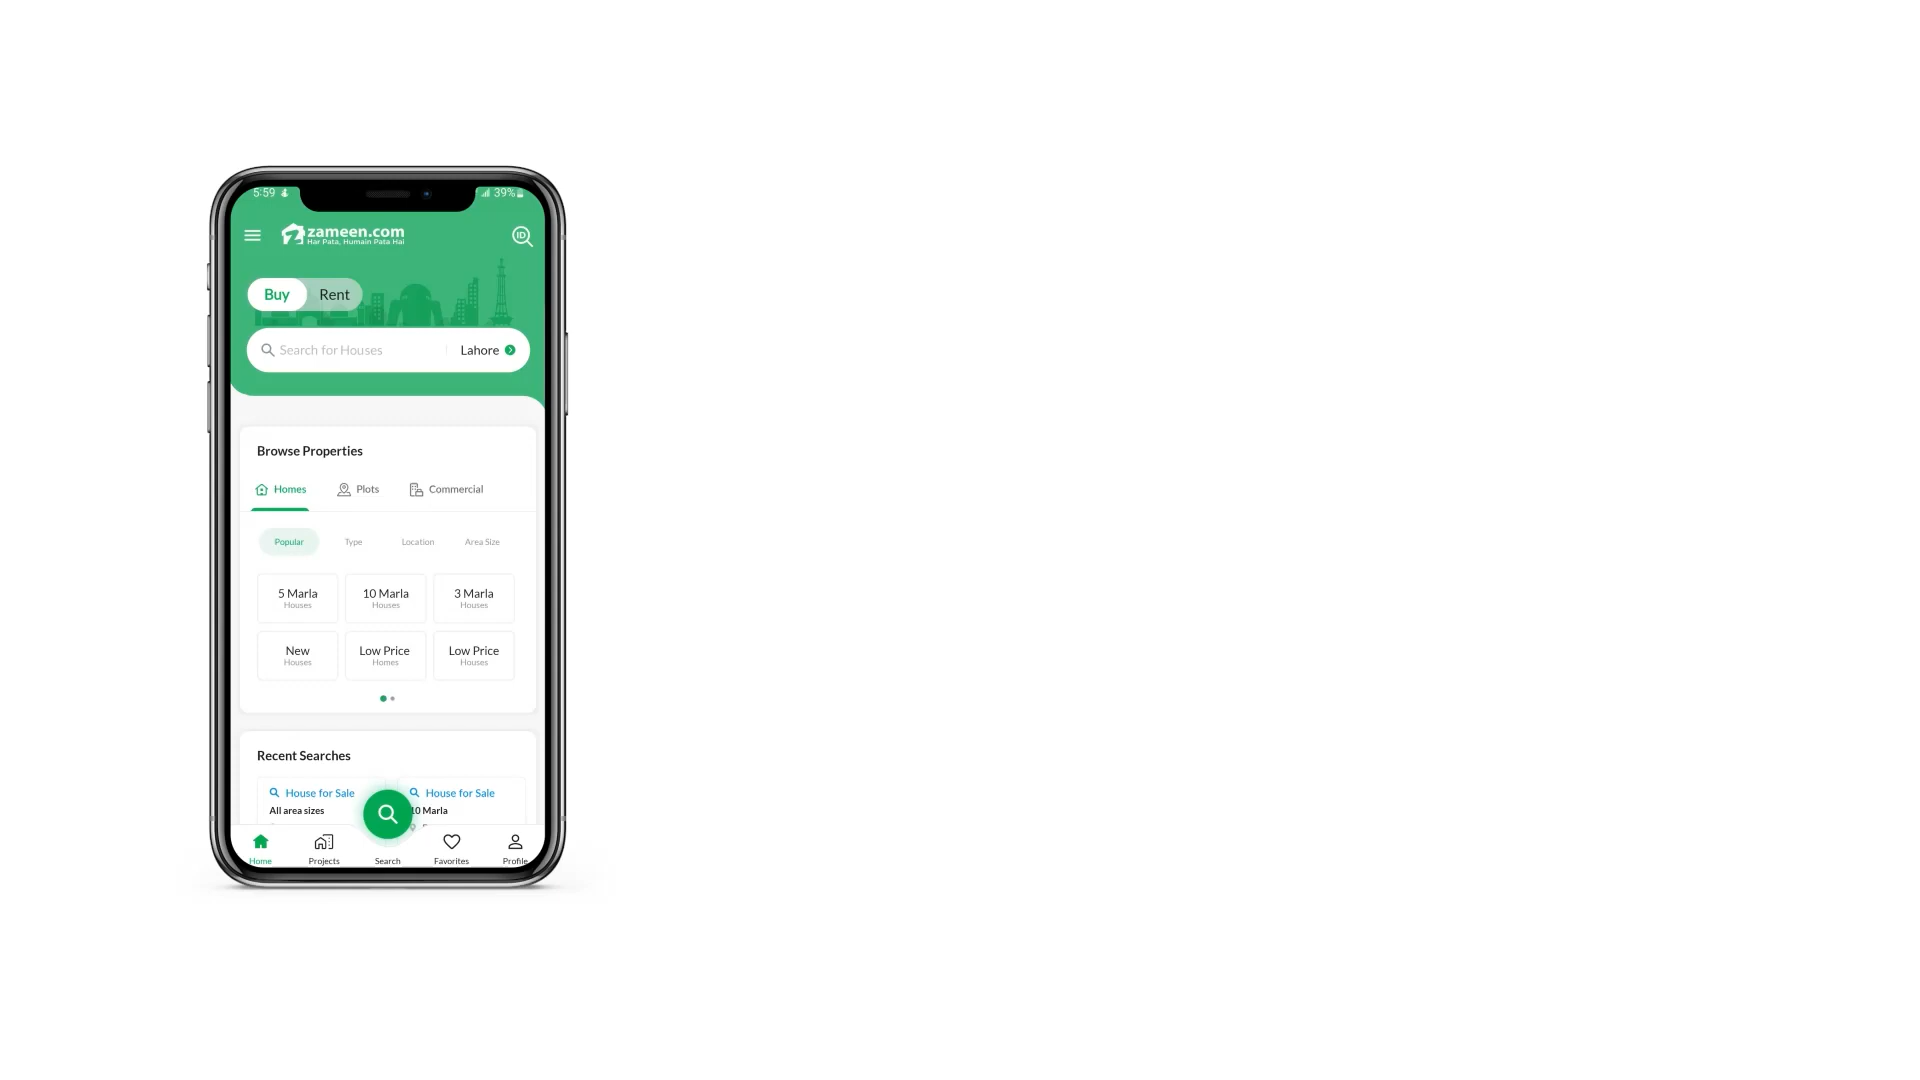 5:59 39%
zameen.com
Har Pata, Humain Pata Hai
ID
Buy Rent
Search for Houses Lahore
Browse Properties
Homes Plots Commercial
Popular Type Location Area Size
5 Marla 10 Marla 3 Marla
Houses Houses Houses
New Low Price Low Price
Houses Homes Houses
Recent Searches
House for Sale House for Sale
All area sizes 10 Marla
Home Projects Search Favorites Profile